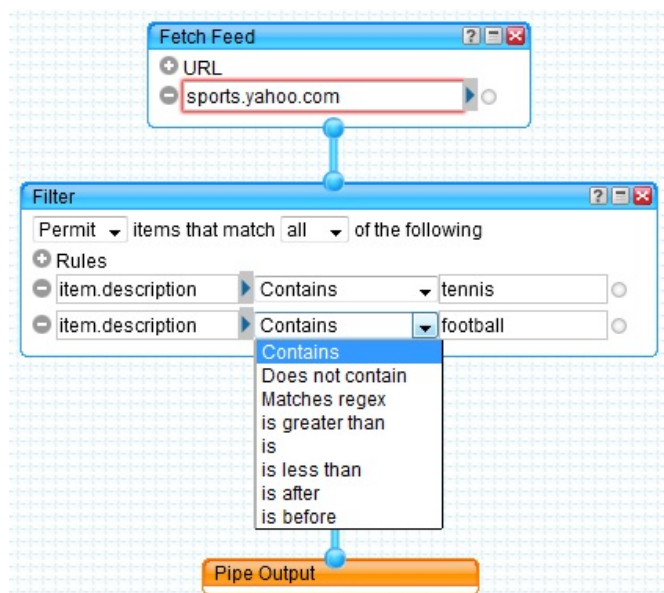 Fetch Feed ?
URL
sports.yahoo.com
Filter ?
Permit items that match all of the following
Rules
item.description Contains tennis
item.description Contains football
Contains
Does not contain
Matches regex
is greater than
is
is less than
is after
is before
Pipe Output